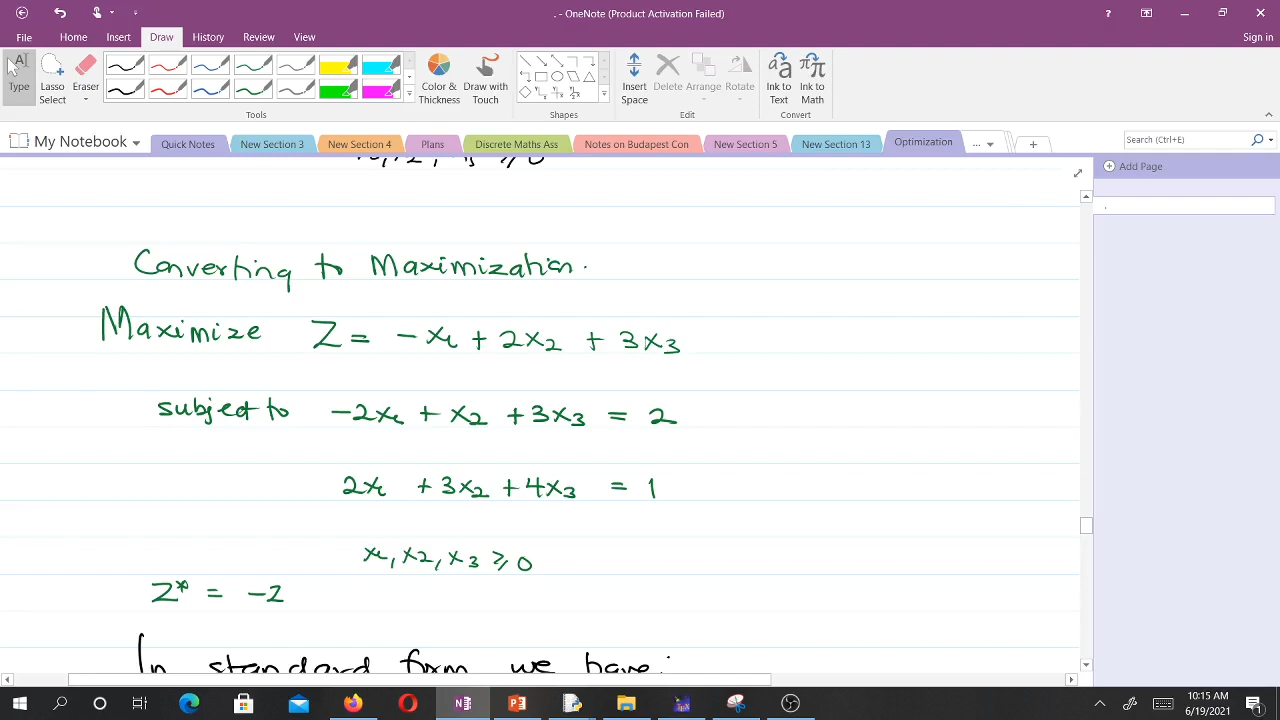 . - OneNote (Product Activation Failed)
File Home Insert Draw History Review View
Type Lasso Select Eraser Color & Thickness Draw with Touch Insert Space Delete Arrange Rotate Ink to Text Ink to Math
Tools Shapes Edit Convert
My Notebook Quick Notes New Section 3 New Section 4 Plans Discrete Maths Ass Notes on Budapest Con New Section 5 New Section 13 Optimization ... Search (Ctrl+E)
Add Page
.
≥ 0
Converting to Maximization.
Maximize Z = -x₁ + 2x₂ + 3x₃
subject to -2x₁ + x₂ + 3x₃ = 2
2x₁ + 3x₂ + 4x₃ = 1
x₁, x₂, x₃ ≥ 0
Z* = -Z
In standard form we have:
10:15 AM
6/19/2021